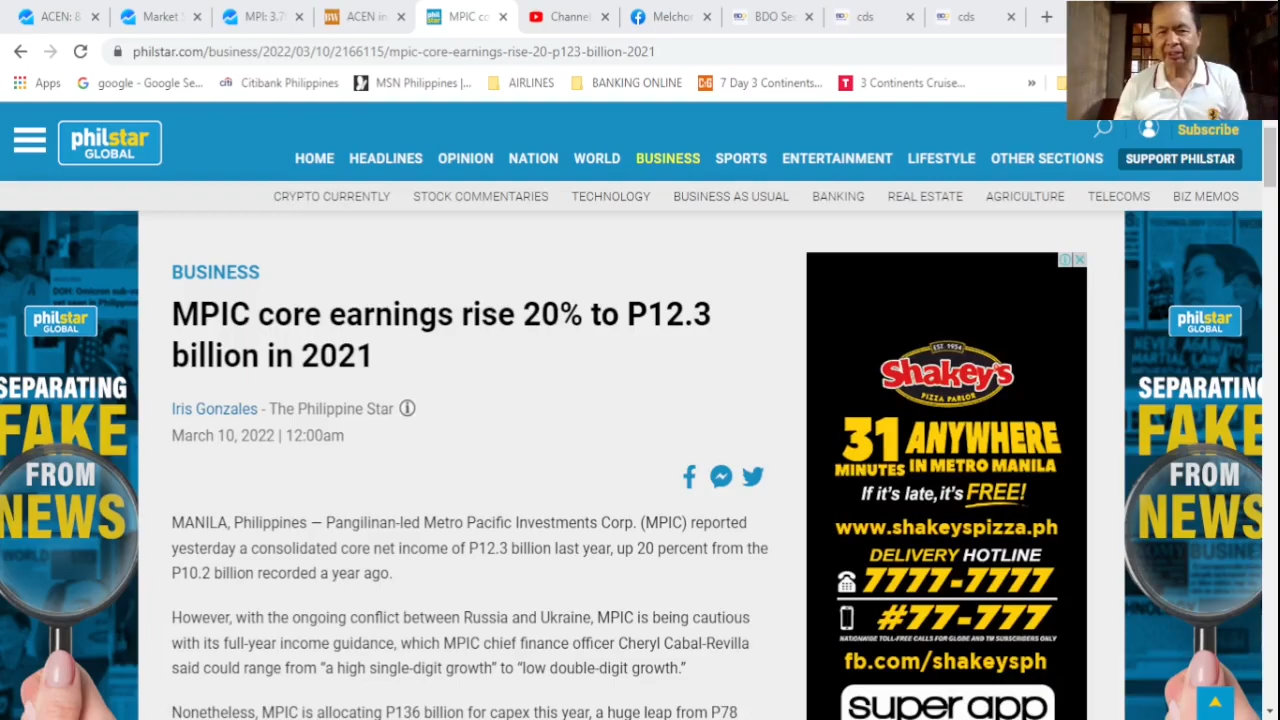 ACEN: 8
Market
MPI: 3.7
ACEN in
MPIC co
Channel
Melchor
BDO Se
cds
cds
philstar.com/business/2022/03/10/2166115/mpic-core-earnings-rise-20-p123-billion-2021
Apps
google - Google Se...
Citibank Philippines
MSN Philippines |...
AIRLINES
BANKING ONLINE
7 Day 3 Continents...
3 Continents Cruise...
philstar
GLOBAL
Subscribe
HOME HEADLINES OPINION NATION WORLD BUSINESS SPORTS ENTERTAINMENT LIFESTYLE OTHER SECTIONS SUPPORT PHILSTAR
CRYPTO CURRENTLY STOCK COMMENTARIES TECHNOLOGY BUSINESS AS USUAL BANKING REAL ESTATE AGRICULTURE TELECOMS BIZ MEMOS
BUSINESS
MPIC core earnings rise 20% to P12.3
billion in 2021
Iris Gonzales - The Philippine Star
March 10, 2022 | 12:00am
MANILA, Philippines — Pangilinan-led Metro Pacific Investments Corp. (MPIC) reported
yesterday a consolidated core net income of P12.3 billion last year, up 20 percent from the
P10.2 billion recorded a year ago.
However, with the ongoing conflict between Russia and Ukraine, MPIC is being cautious
with its full-year income guidance, which MPIC chief finance officer Cheryl Cabal-Revilla
said could range from “a high single-digit growth” to “low double-digit growth.”
Nonetheless, MPIC is allocating P136 billion for capex this year, a huge leap from P78
EST. 1954
Shakey's
PIZZA PARLOR
31 ANYWHERE
MINUTES IN METRO MANILA
If it's late, it's FREE!
www.shakeyspizza.ph
DELIVERY HOTLINE
7777-7777
#77-777
NATIONWIDE TOLL-FREE CALLS FOR GLOBE AND TM SUBSCRIBERS ONLY
fb.com/shakeysph
super app
philstar
GLOBAL
SEPARATING
FAKE
FROM
NEWS
philstar
GLOBAL
SEPARATING
FAKE
FROM
NEWS